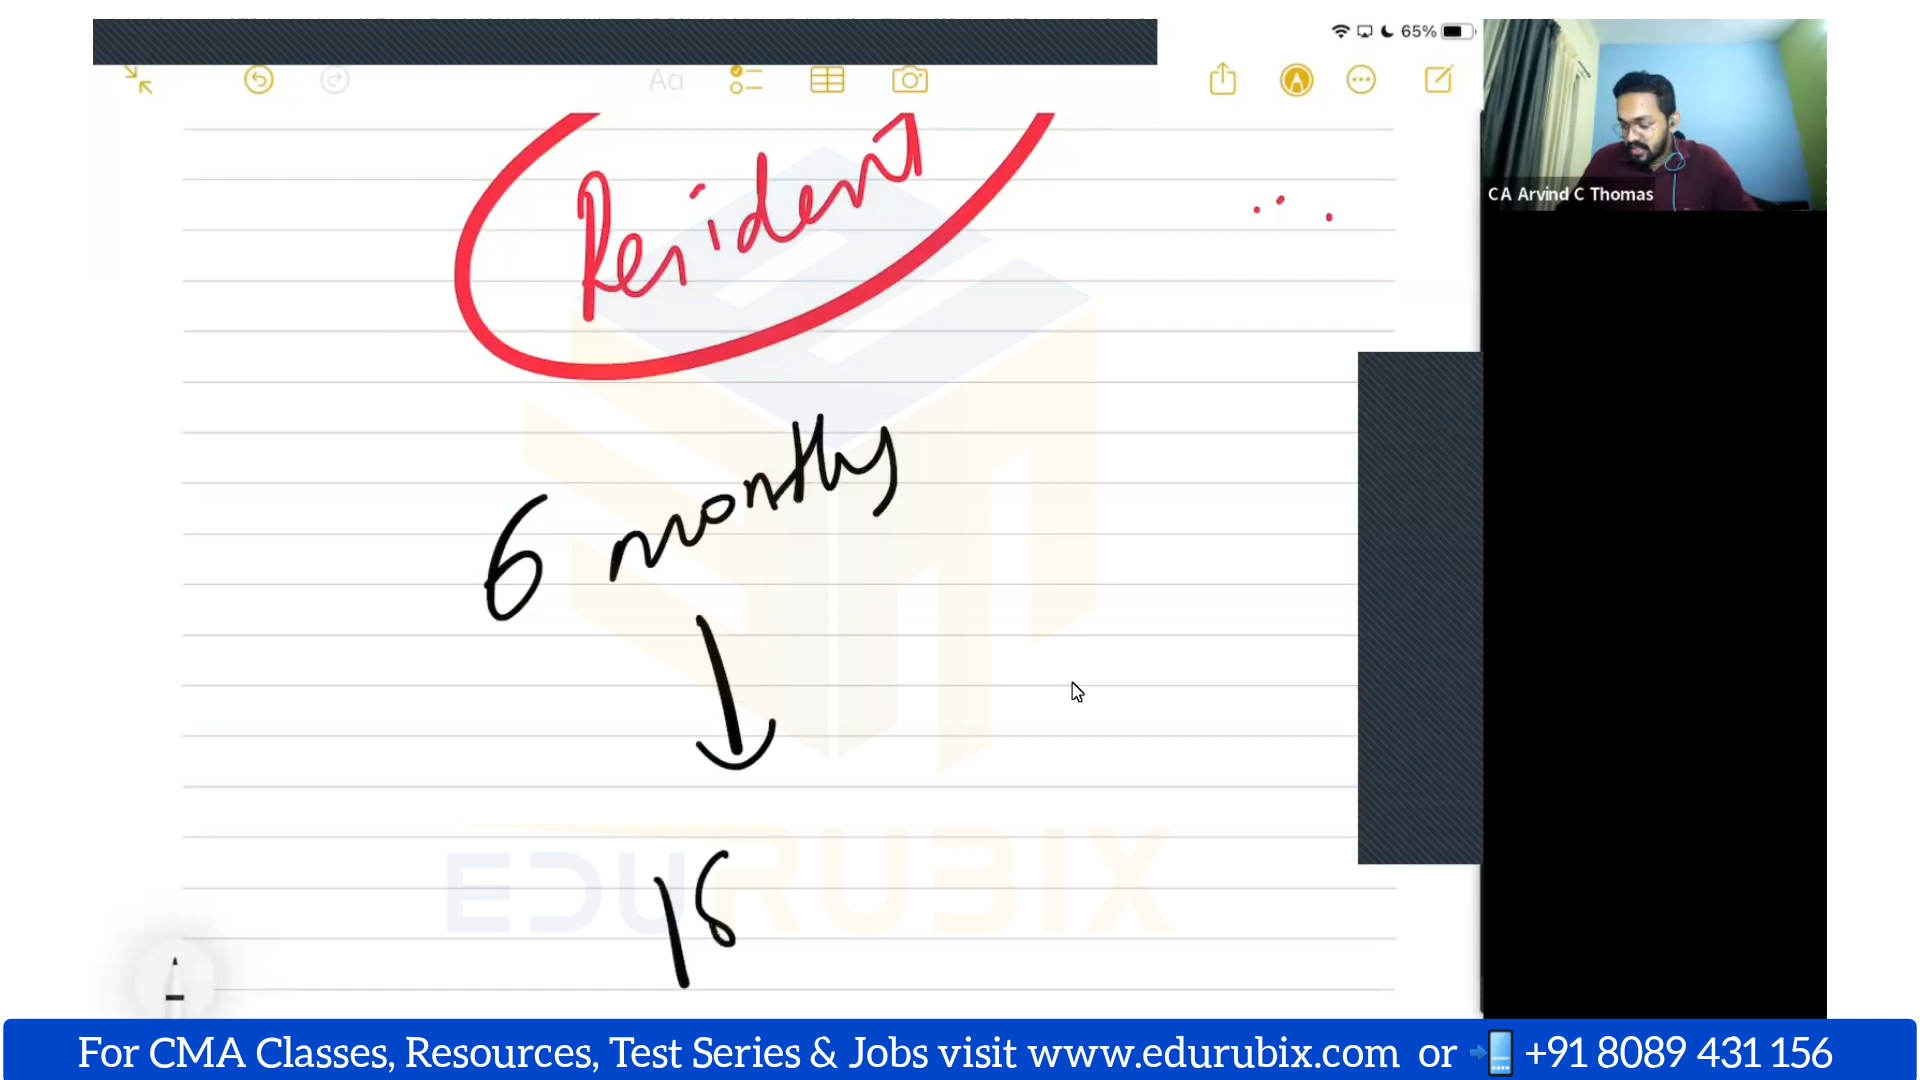 65%
Aa
CA Arvind C Thomas
Resident
6 months
18
EDURUBIX
For CMA Classes, Resources, Test Series & Jobs visit www.edurubix.com or +91 8089 431 156